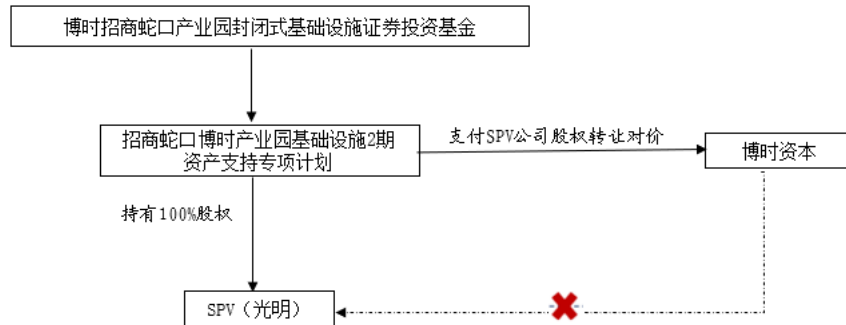 博时招商蛇口产业园封闭式基础设施证券投资基金
招商蛇口博时产业园基础设施2期
资产支持专项计划
支付SPV公司股权转让对价
博时资本
持有100%股权
SPV（光明）